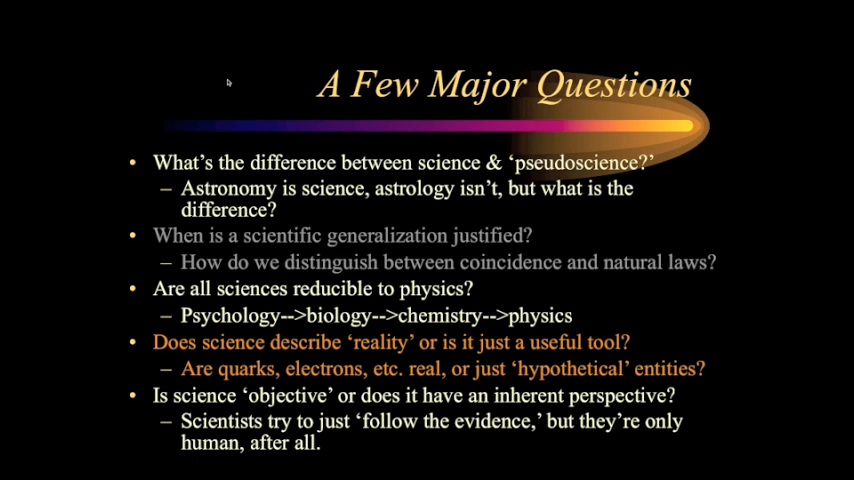 A Few Major Questions
• What's the difference between science & 'pseudoscience?'
– Astronomy is science, astrology isn't, but what is the
difference?
• When is a scientific generalization justified?
– How do we distinguish between coincidence and natural laws?
• Are all sciences reducible to physics?
– Psychology-->biology-->chemistry-->physics
• Does science describe 'reality' or is it just a useful tool?
– Are quarks, electrons, etc. real, or just 'hypothetical' entities?
• Is science 'objective' or does it have an inherent perspective?
– Scientists try to just 'follow the evidence,' but they're only
human, after all.